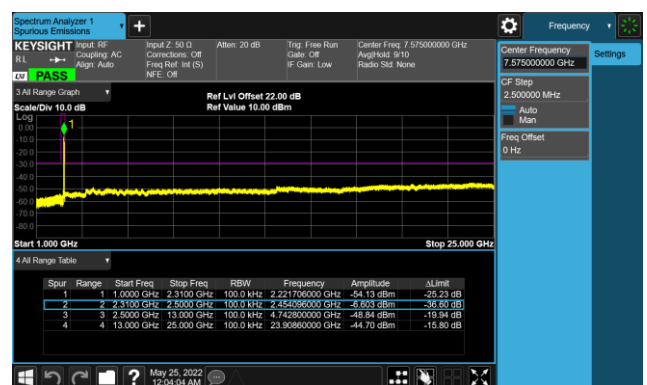 Spectrum Analyzer 1
Spurious Emissions
Frequency
KEYSIGHT
Input: RF
Coupling: AC
Align: Auto
Input Z: 50 Ω
Corrections: Off
Freq Ref: Int (S)
NFE: Off
Atten: 20 dB
Trig: Free Run
Gate: Off
IF Gain: Low
Center Freq: 7.575000000 GHz
Avg|Hold: 9/10
Radio Std: None
R L
LXI PASS
3 All Range Graph
Ref Lvl Offset 22.00 dB
Scale/Div 10.0 dB
Ref Value 10.00 dBm
Log
1
0.00
-10.0
-20.0
-30.0
-40.0
-50.0
-60.0
-70.0
-80.0
Start 1.000 GHz
Stop 25.000 GHz
4 All Range Table
Spur Range Start Freq Stop Freq RBW Frequency Amplitude ΔLimit
1 1 1.0000 GHz 2.3100 GHz 100.0 kHz 2.221706000 GHz -54.13 dBm -25.23 dB
2 2 2.3100 GHz 2.5000 GHz 100.0 kHz 2.454096000 GHz -6.603 dBm -36.60 dB
3 3 2.5000 GHz 13.000 GHz 100.0 kHz 4.742800000 GHz -48.84 dBm -19.94 dB
4 4 13.000 GHz 25.000 GHz 100.0 kHz 23.90860000 GHz -44.70 dBm -15.80 dB
May 25, 2022
12:04:04 AM
Center Frequency
7.575000000 GHz
Settings
CF Step
2.500000 MHz
Auto
Man
Freq Offset
0 Hz